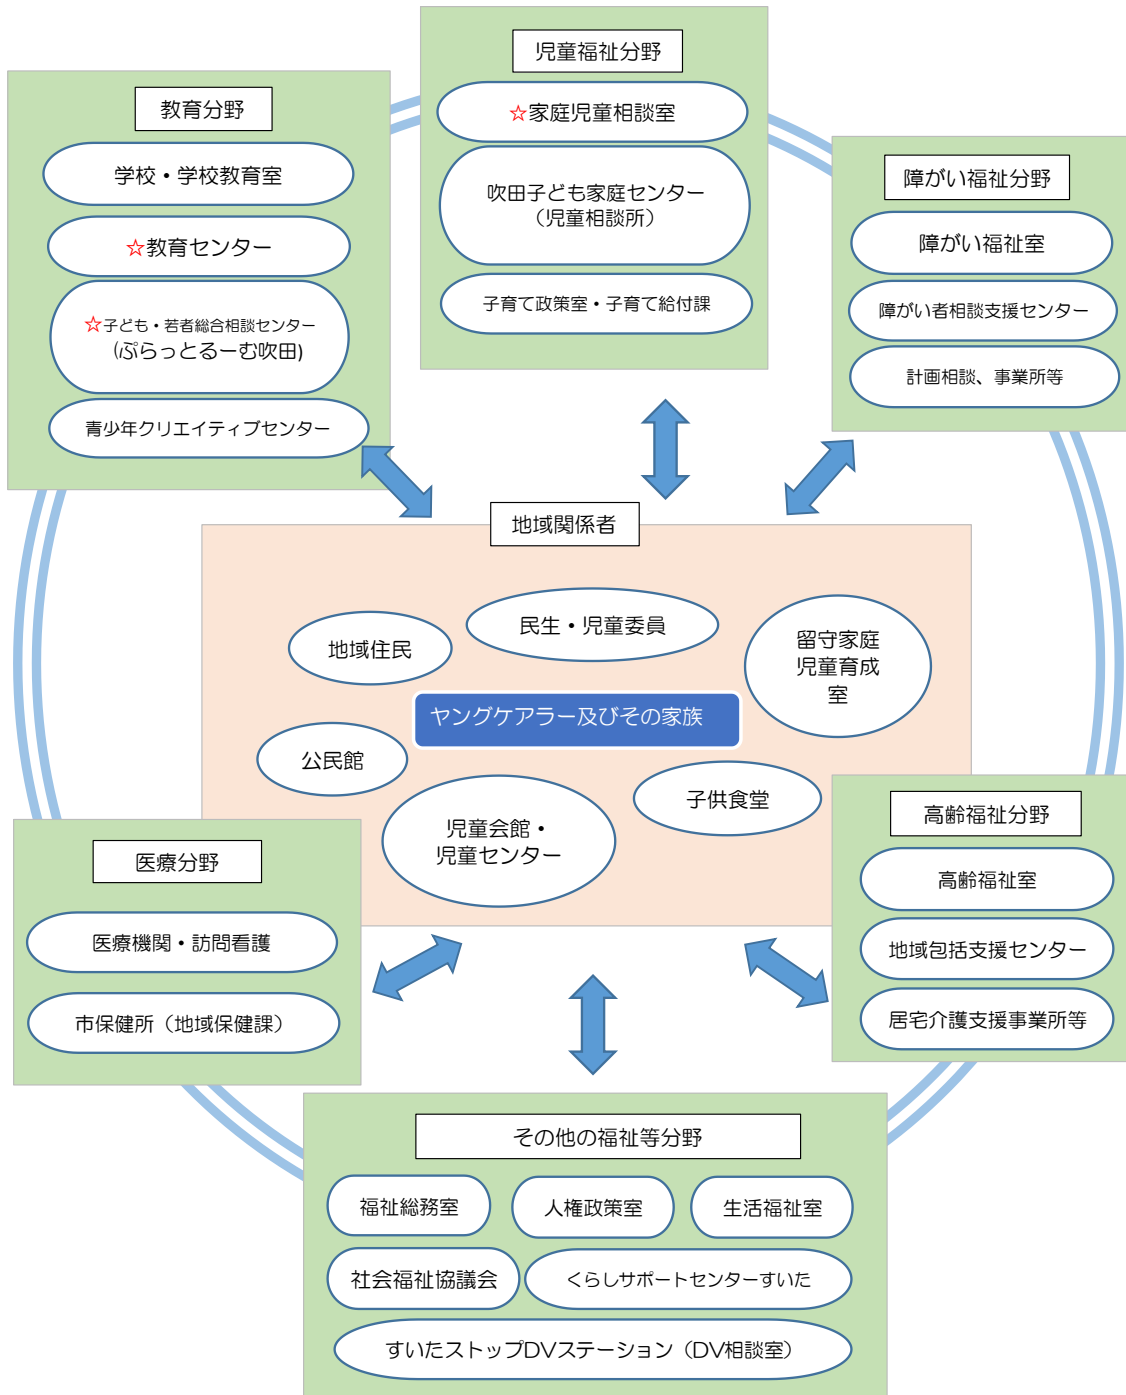 児童福祉分野
☆家庭児童相談室
吹田子ども家庭センター
（児童相談所）
子育て政策室・子育て給付課
教育分野
学校・学校教育室
☆教育センター
☆子ども・若者総合相談センター
（ぷらっとるーむ吹田)
青少年クリエイティブセンター
障がい福祉分野
障がい福祉室
障がい者相談支援センター
計画相談、事業所等
地域関係者
民生・児童委員
地域住民
留守家庭
児童育成
室
ヤングケアラー及びその家族
公民館
子供食堂
児童会館・
児童センター
高齢福祉分野
高齢福祉室
地域包括支援センター
居宅介護支援事業所等
医療分野
医療機関・訪問看護
市保健所（地域保健課）
その他の福祉等分野
福祉総務室
人権政策室
生活福祉室
社会福祉協議会
くらしサポートセンターすいた
すいたストップDVステーション（DV相談室）